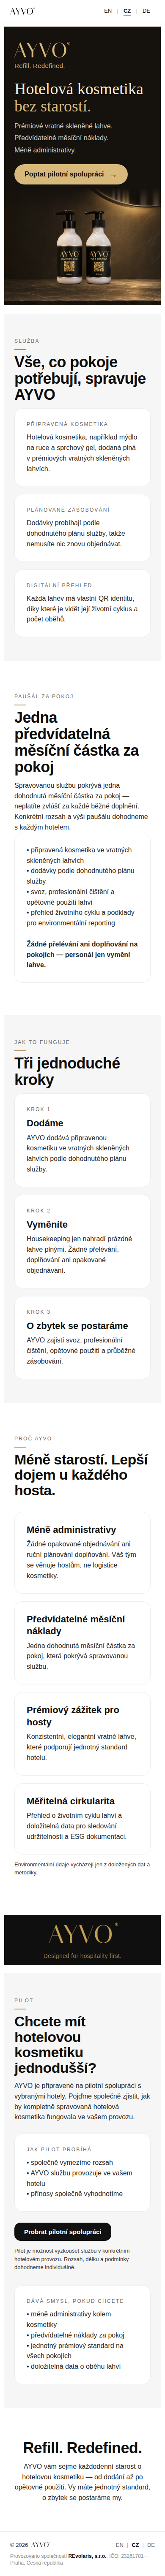 AYVO
EN | CZ | DE
AYVO
Refill. Redefined.
Hotelová kosmetika
bez starostí.
Prémiové vratné skleněné lahve.
Předvídatelné měsíční náklady.
Méně administrativy.
Poptat pilotní spolupráci →
AYVO
AYVO
SLUŽBA
Vše, co pokoje
potřebují, spravuje
AYVO
PŘIPRAVENÁ KOSMETIKA
Hotelová kosmetika, například mýdlo
na ruce a sprchový gel, dodaná plná
v prémiových vratných skleněných
lahvích.
PLÁNOVANÉ ZÁSOBOVÁNÍ
Dodávky probíhají podle
dohodnutého plánu služby, takže
nemusíte nic znovu objednávat.
DIGITÁLNÍ PŘEHLED
Každá lahev má vlastní QR identitu,
díky které je vidět její životní cyklus a
počet oběhů.
PAUŠÁL ZA POKOJ
Jedna
předvídatelná
měsíční částka za
pokoj
Spravovanou službu pokrývá jedna
dohodnutá měsíční částka za pokoj —
neplatíte zvlášť za každé běžné doplnění.
Konkrétní rozsah a výši paušálu dohodneme
s každým hotelem.
• připravená kosmetika ve vratných
skleněných lahvích
• dodávky podle dohodnutého plánu
služby
• svoz, profesionální čištění a
opětovné použití lahví
• přehled životního cyklu a podklady
pro environmentální reporting
Žádné přelévání ani doplňování na
pokojích — personál jen vymění
lahve.
JAK TO FUNGUJE
Tři jednoduché
kroky
KROK 1
Dodáme
AYVO dodává připravenou
kosmetiku ve vratných skleněných
lahvích podle dohodnutého plánu
služby.
KROK 2
Vyměníte
Housekeeping jen nahradí prázdné
lahve plnými. Žádné přelévání,
doplňování ani opakované
objednávání.
KROK 3
O zbytek se postaráme
AYVO zajistí svoz, profesionální
čištění, opětovné použití a průběžné
zásobování.
PROČ AYVO
Méně starostí. Lepší
dojem u každého
hosta.
Méně administrativy
Žádné opakované objednávání ani
ruční plánování doplňování. Váš tým
se věnuje hostům, ne logistice
kosmetiky.
Předvídatelné měsíční
náklady
Jedna dohodnutá měsíční částka za
pokoj, která pokrývá spravovanou
službu.
Prémiový zážitek pro
hosty
Konzistentní, elegantní vratné lahve,
které podporují jednotný standard
hotelu.
Měřitelná cirkularita
Přehled o životním cyklu lahví a
doložitelná data pro sledování
udržitelnosti a ESG dokumentaci.
Environmentální údaje vycházejí jen z doložených dat a
metodiky.
AYVO
Designed for hospitality first.
PILOT
Chcete mít
hotelovou
kosmetiku
jednodušší?
AYVO je připravené na pilotní spolupráci s
vybranými hotely. Pojďme společně zjistit, jak
by kompletně spravovaná hotelová
kosmetika fungovala ve vašem provozu.
JAK PILOT PROBÍHÁ
• společně vymezíme rozsah
• AYVO službu provozuje ve vašem
hotelu
• přínosy společně vyhodnotíme
Probrat pilotní spolupráci
Pilot je možnost vyzkoušet službu v konkrétním
hotelovém provozu. Rozsah, délku a podmínky
dohodneme individuálně.
DÁVÁ SMYSL, POKUD CHCETE
• méně administrativy kolem
kosmetiky
• předvídatelné náklady za pokoj
• jednotný prémiový standard na
všech pokojích
• doložitelná data o oběhu lahví
Refill. Redefined.
AYVO vám sejme každodenní starost o
hotelovou kosmetiku — od dodání až po
opětovné použití. Vy máte jednotný standard,
o zbytek se postaráme my.
© 2026 AYVO
EN | CZ | DE
Provozováno společností REvolaris, s.r.o., IČO: 23261781 ·
Praha, Česká republika